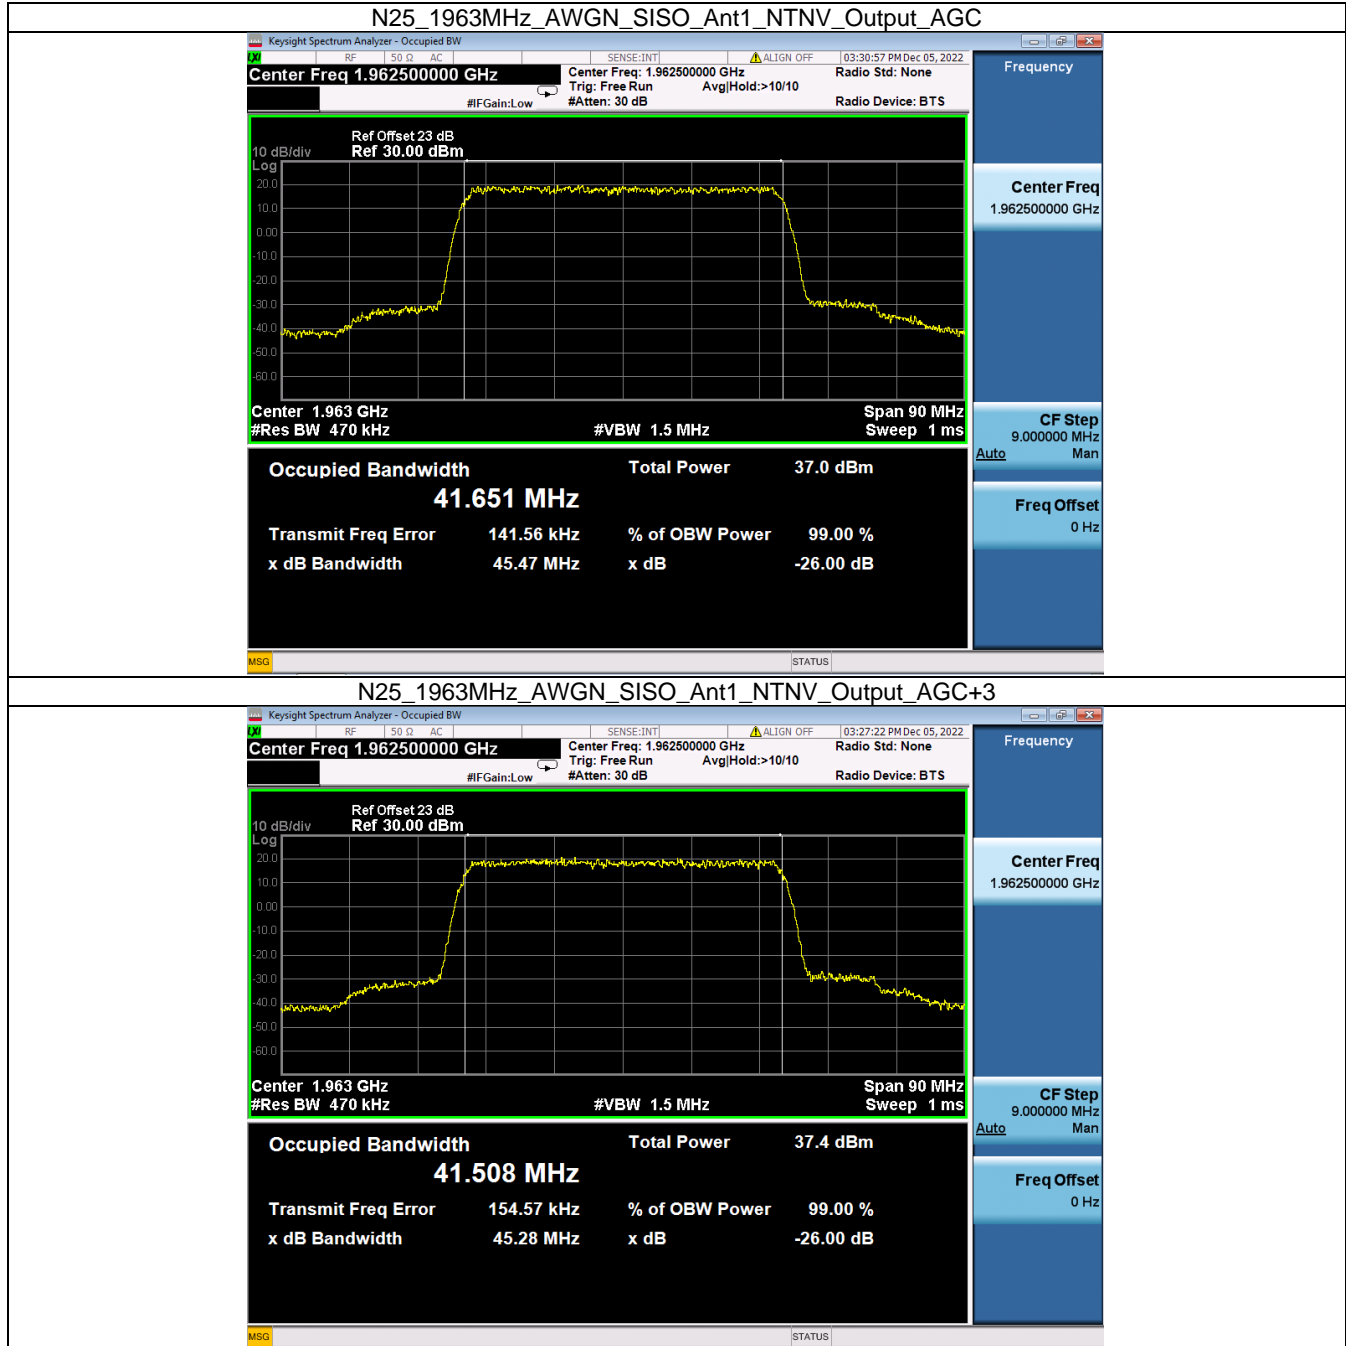 N25_1963MHz_AWGN_SISO_Ant1_NTNV_Output_AGC
Keysight Spectrum Analyzer - Occupied BW
LXI RF 50 Ω AC SENSE:INT ALIGN OFF 03:30:57 PM Dec 05, 2022
Center Freq 1.962500000 GHz
Center Freq: 1.962500000 GHz
Radio Std: None
Trig: Free Run Avg|Hold:>10/10
#IFGain:Low
#Atten: 30 dB
Radio Device: BTS
Frequency
Ref Offset 23 dB
10 dB/div Ref 30.00 dBm
Log
20.0
10.0
0.00
-10.0
-20.0
-30.0
-40.0
-50.0
-60.0
Center 1.963 GHz Span 90 MHz
#Res BW 470 kHz #VBW 1.5 MHz Sweep 1 ms
Center Freq
1.962500000 GHz
CF Step
9.000000 MHz
Auto Man
Freq Offset
0 Hz
Occupied Bandwidth Total Power 37.0 dBm
41.651 MHz
Transmit Freq Error 141.56 kHz % of OBW Power 99.00 %
x dB Bandwidth 45.47 MHz x dB -26.00 dB
MSG STATUS
N25_1963MHz_AWGN_SISO_Ant1_NTNV_Output_AGC+3
Keysight Spectrum Analyzer - Occupied BW
LXI RF 50 Ω AC SENSE:INT ALIGN OFF 03:27:22 PM Dec 05, 2022
Center Freq 1.962500000 GHz
Center Freq: 1.962500000 GHz
Radio Std: None
Trig: Free Run Avg|Hold:>10/10
#IFGain:Low
#Atten: 30 dB
Radio Device: BTS
Frequency
Ref Offset 23 dB
10 dB/div Ref 30.00 dBm
Log
20.0
10.0
0.00
-10.0
-20.0
-30.0
-40.0
-50.0
-60.0
Center 1.963 GHz Span 90 MHz
#Res BW 470 kHz #VBW 1.5 MHz Sweep 1 ms
Center Freq
1.962500000 GHz
CF Step
9.000000 MHz
Auto Man
Freq Offset
0 Hz
Occupied Bandwidth Total Power 37.4 dBm
41.508 MHz
Transmit Freq Error 154.57 kHz % of OBW Power 99.00 %
x dB Bandwidth 45.28 MHz x dB -26.00 dB
MSG STATUS